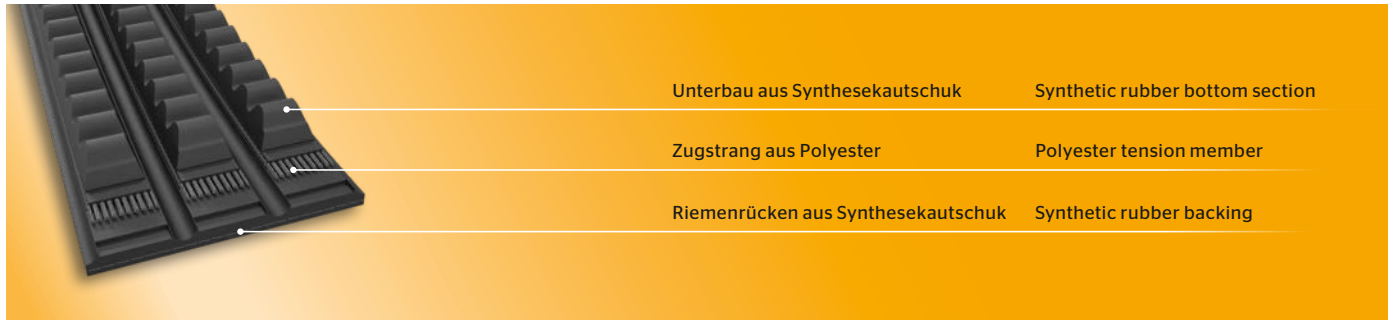 Unterbau aus Synthesekautschuk Synthetic rubber bottom section
Zugstrang aus Polyester Polyester tension member
Riemenrücken aus Synthesekautschuk Synthetic rubber backing